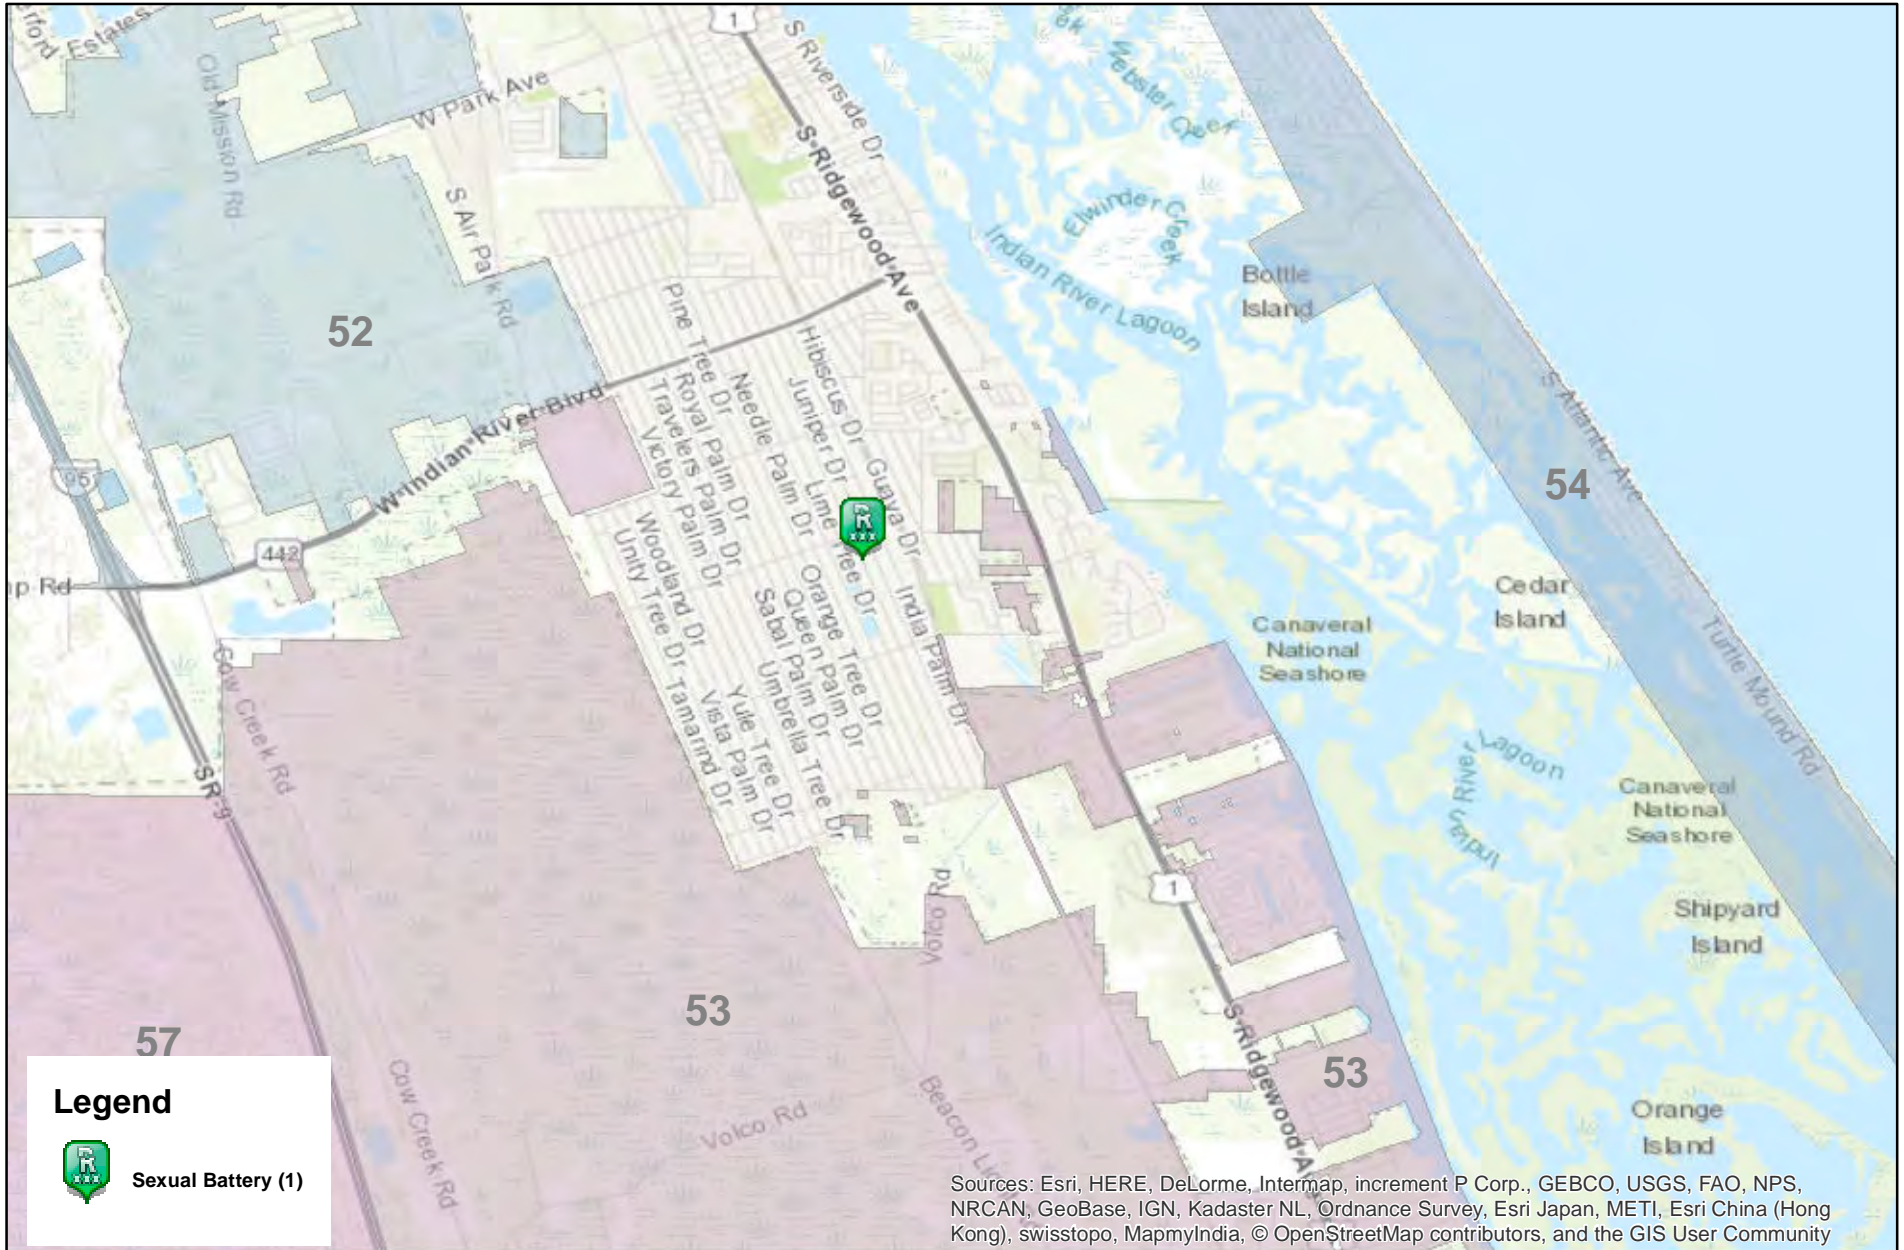 Estates
Old Mission Rd
W Park Ave
1
S Riverside Dr
S Ridgewood Ave
Webster Creek
Elwinder Creek
Indian River Lagoon
Bottle
Island
S Air Park Rd
52
Pine Tree Dr
Hibiscus Dr
Juniper Dr
Needle Palm Dr
Royal Palm Dr
Travelers Palm Dr
Victory Palm Dr
Guava Dr
Lime Tree Dr
W Indian River Blvd
95
442
Woodland Dr
Unity Tree Dr
Orange Tree Dr
Queen Palm Dr
Sabal Palm Dr
Umbrella Tree Dr
India Palm Dr
Yule Tree Dr
Vista Palm Dr
Tamarind Dr
S Atlantic Ave
54
Cedar
Island
Canaveral
National
Seashore
Turtle Mound Rd
Cow Creek Rd
SR-9
Indian River Lagoon
Canaveral
National
Seashore
Volco Rd
1
Shipyard
Island
53
57
S Ridgewood A
53
Cow Creek Rd
Volco Rd
Orange
Island
Legend
R
xxx
Sexual Battery (1)
Sources: Esri, HERE, DeLorme, Intermap, increment P Corp., GEBCO, USGS, FAO, NPS,
NRCAN, GeoBase, IGN, Kadaster NL, Ordnance Survey, Esri Japan, METI, Esri China (Hong
Kong), swisstopo, MapmyIndia, © OpenStreetMap contributors, and the GIS User Community